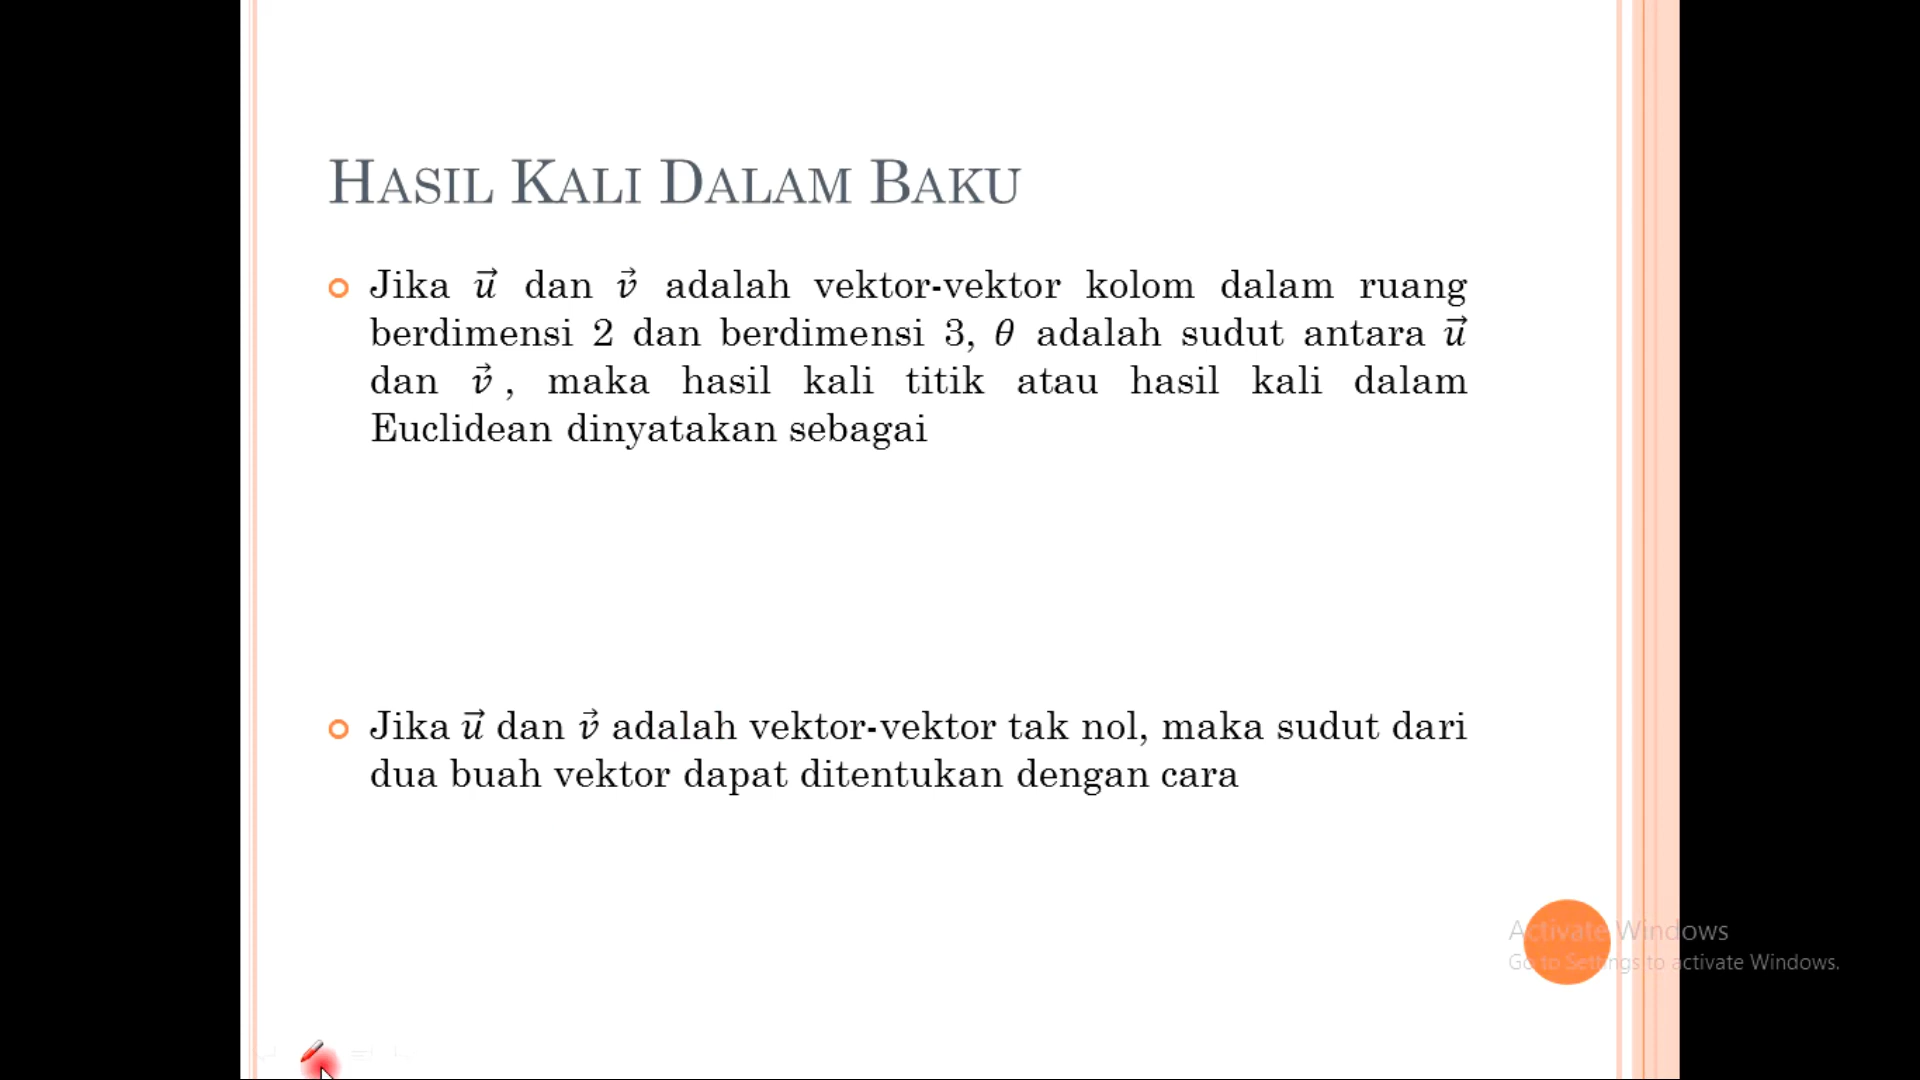 HASIL KALI DALAM BAKU
Jika u⃗ dan v⃗ adalah vektor-vektor kolom dalam ruang
berdimensi 2 dan berdimensi 3, θ adalah sudut antara u⃗
dan v⃗ , maka hasil kali titik atau hasil kali dalam
Euclidean dinyatakan sebagai
Jika u⃗ dan v⃗ adalah vektor-vektor tak nol, maka sudut dari
dua buah vektor dapat ditentukan dengan cara
Activate Windows
Go to Settings to activate Windows.